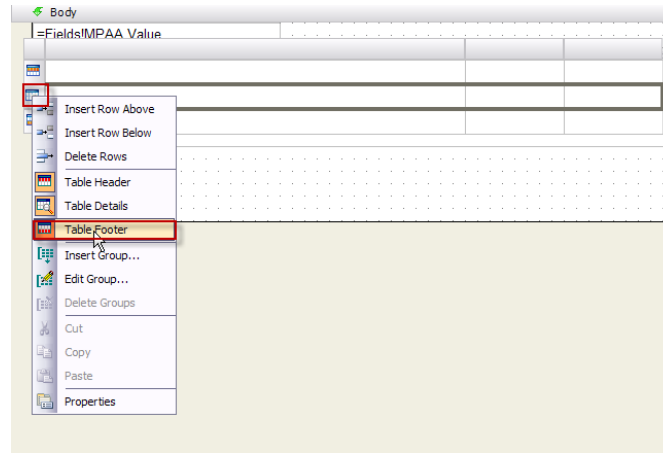 Body
=Fields!MPAA.Value
Insert Row Above
Insert Row Below
Delete Rows
Table Header
Table Details
Table Footer
Insert Group...
Edit Group...
Delete Groups
Cut
Copy
Paste
Properties